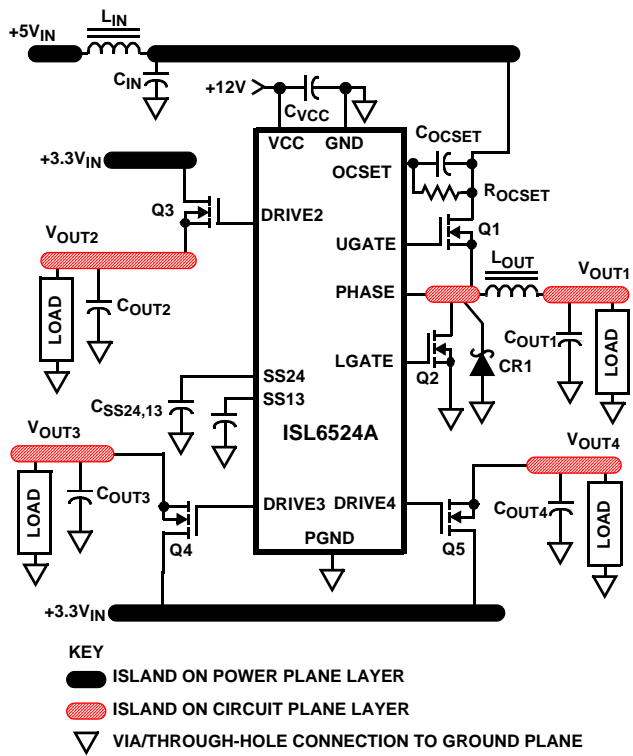 +5VIN
LIN
CIN
+12V
CVCC
VCC
GND
COCSET
OCSET
ROCSET
+3.3VIN
Q3
DRIVE2
UGATE
Q1
VOUT2
LOUT
VOUT1
PHASE
LOAD
COUT2
COUT1
LOAD
LGATE
Q2
CR1
SS24
CSS24,13
SS13
ISL6524A
VOUT3
VOUT4
LOAD
COUT3
DRIVE3
DRIVE4
COUT4
LOAD
Q4
PGND
Q5
+3.3VIN
KEY
ISLAND ON POWER PLANE LAYER
ISLAND ON CIRCUIT PLANE LAYER
VIA/THROUGH-HOLE CONNECTION TO GROUND PLANE